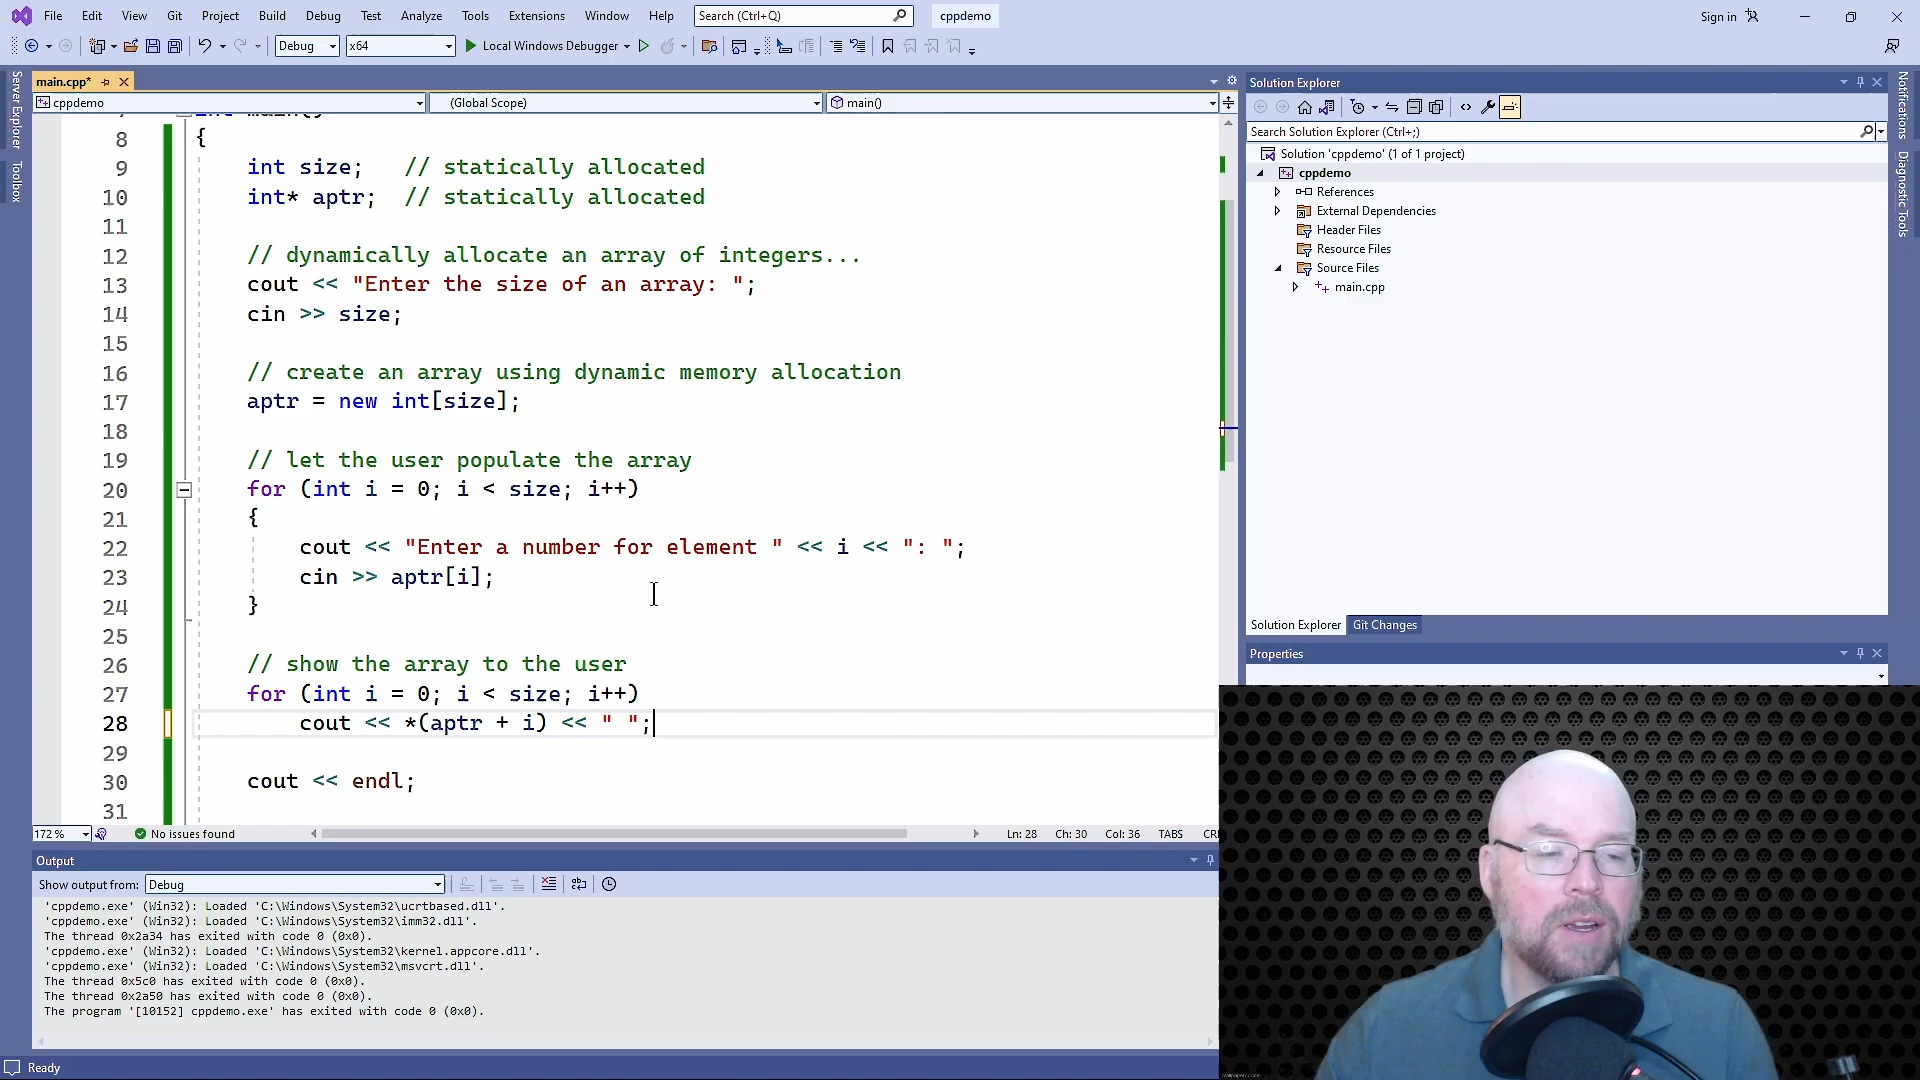 File Edit View Git Project Build Debug Test Analyze Tools Extensions Window Help Search (Ctrl+Q) cppdemo Sign in
Debug x64 Local Windows Debugger
Server Explorer
Toolbox
main.cpp*
cppdemo (Global Scope) main()
8 {
9 int size; // statically allocated
10 int* aptr; // statically allocated
11
12 // dynamically allocate an array of integers...
13 cout << "Enter the size of an array: ";
14 cin >> size;
15
16 // create an array using dynamic memory allocation
17 aptr = new int[size];
18
19 // let the user populate the array
20 for (int i = 0; i < size; i++)
21 {
22 cout << "Enter a number for element " << i << ": ";
23 cin >> aptr[i];
24 }
25
26 // show the array to the user
27 for (int i = 0; i < size; i++)
28 cout << *(aptr + i) << " ";
29
30 cout << endl;
31
172 % No issues found Ln: 28 Ch: 30 Col: 36 TABS CR
Output
Show output from: Debug
'cppdemo.exe' (Win32): Loaded 'C:\Windows\System32\ucrtbased.dll'.
'cppdemo.exe' (Win32): Loaded 'C:\Windows\System32\imm32.dll'.
The thread 0x2a34 has exited with code 0 (0x0).
'cppdemo.exe' (Win32): Loaded 'C:\Windows\System32\kernel.appcore.dll'.
'cppdemo.exe' (Win32): Loaded 'C:\Windows\System32\msvcrt.dll'.
The thread 0x5c0 has exited with code 0 (0x0).
The thread 0x2a50 has exited with code 0 (0x0).
The program '[10152] cppdemo.exe' has exited with code 0 (0x0).
Ready
Solution Explorer
Search Solution Explorer (Ctrl+;)
Solution 'cppdemo' (1 of 1 project)
cppdemo
References
External Dependencies
Header Files
Resource Files
Source Files
main.cpp
Solution Explorer Git Changes
Properties
Notifications
Diagnostic Tools